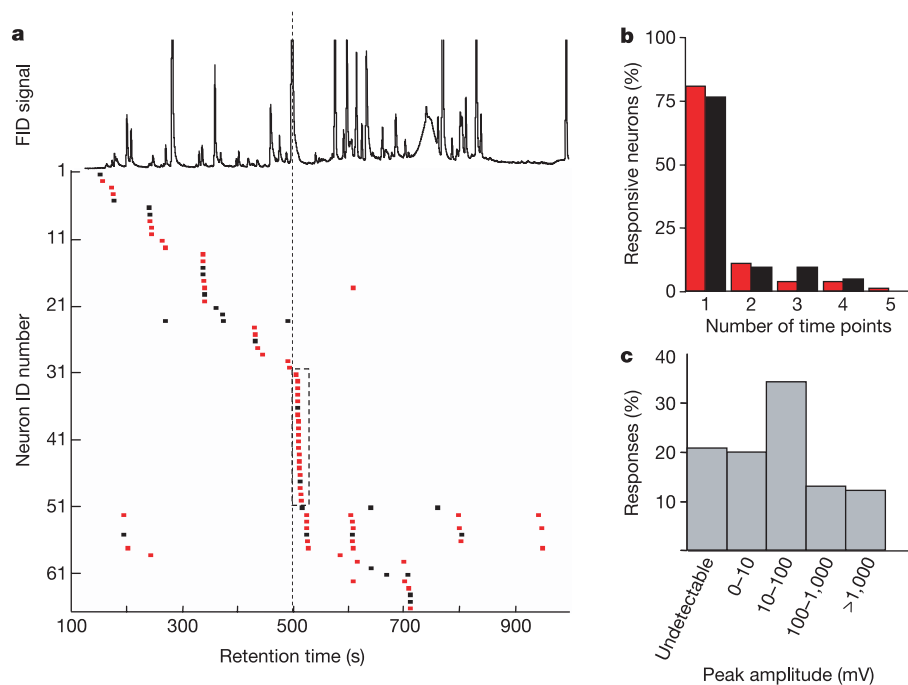 a
FID signal
Neuron ID number
1
11
21
31
41
51
61
100 300 500 700 900
Retention time (s)
b
Responsive neurons (%)
100
75
50
25
0
1 2 3 4 5
Number of time points
c
Responses (%)
40
30
20
10
Undetectable
0–10
10–100
100–1,000
>1,000
Peak amplitude (mV)